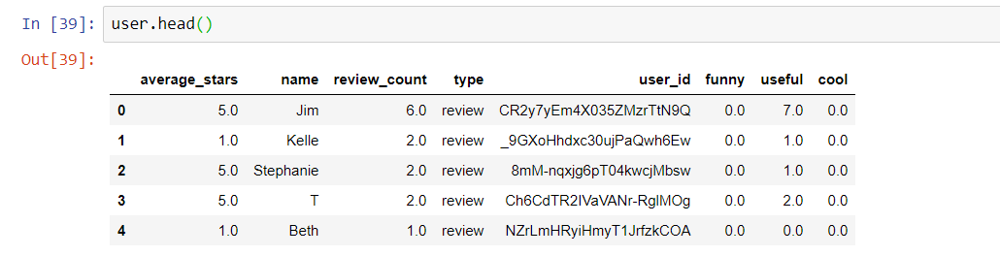 In [39]: user.head()
Out[39]:
average_stars name review_count type user_id funny useful cool
0 5.0 Jim 6.0 review CR2y7yEm4X035ZMzrTtN9Q 0.0 7.0 0.0
1 1.0 Kelle 2.0 review _9GXoHhdxc30ujPaQwh6Ew 0.0 1.0 0.0
2 5.0 Stephanie 2.0 review 8mM-nqxjg6pT04kwcjMbsw 0.0 1.0 0.0
3 5.0 T 2.0 review Ch6CdTR2IVaVANr-RglMOg 0.0 2.0 0.0
4 1.0 Beth 1.0 review NZrLmHRyiHmyT1JrfzkCOA 0.0 0.0 0.0